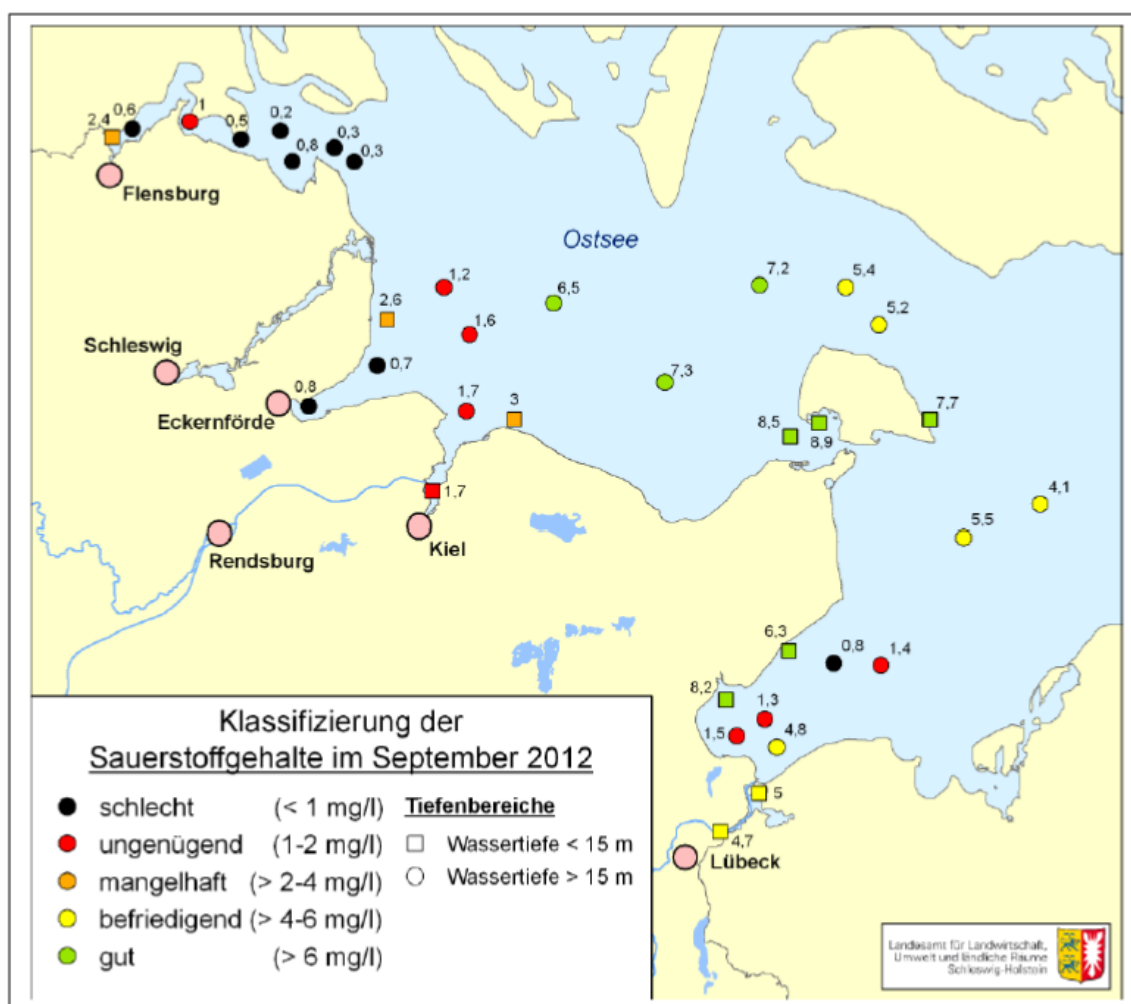 0,6
1
0,2
2,4
0,5
0,3
0,8
0,3
Flensburg
Ostsee
1,2
7,2
5,4
6,5
2,6
5,2
1,6
Schleswig
0,7
7,3
0,8
1,7
3
7,7
Eckernförde
8,5
8,9
1,7
4,1
Kiel
5,5
Rendsburg
6,3
0,8
1,4
8,2
1,3
1,5
4,8
5
4,7
Lübeck
Klassifizierung der
Sauerstoffgehalte im September 2012
schlecht (< 1 mg/l)
ungenügend (1-2 mg/l)
mangelhaft (> 2-4 mg/l)
befriedigend (> 4-6 mg/l)
gut (> 6 mg/l)
Tiefenbereiche
Wassertiefe < 15 m
Wassertiefe > 15 m
Landesamt für Landwirtschaft,
Umwelt und ländliche Räume
Schleswig-Holstein